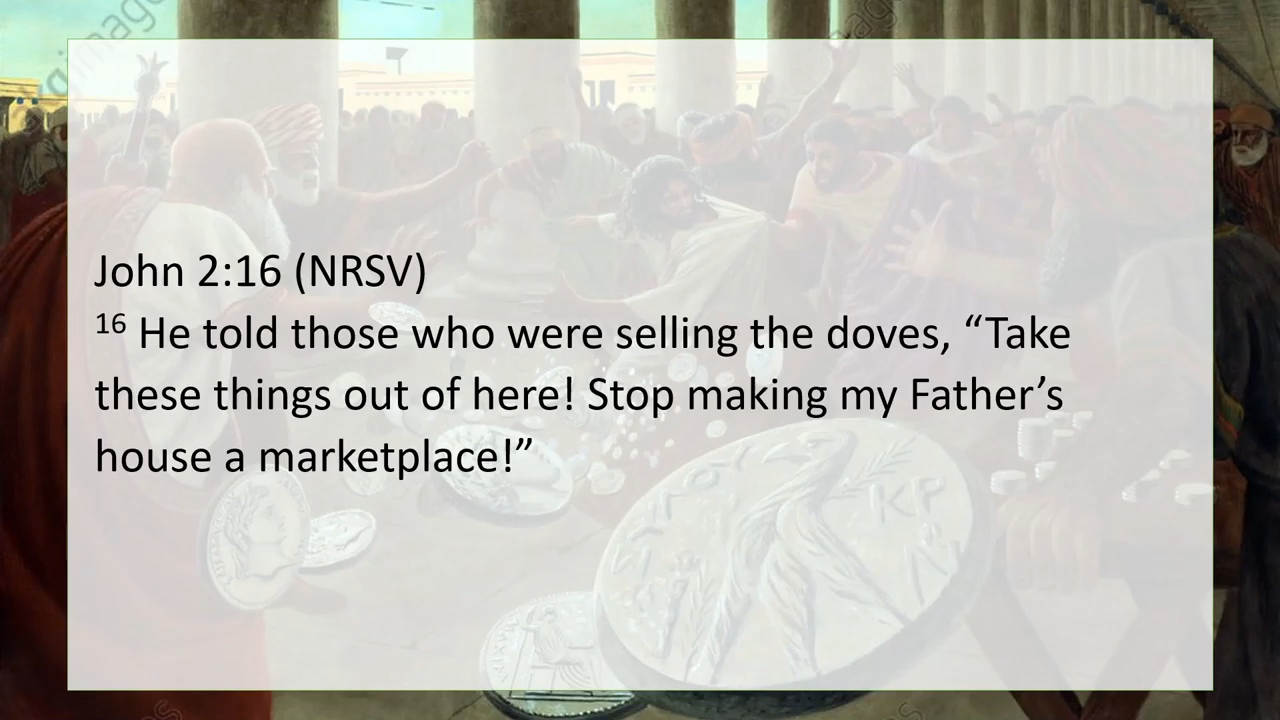 John 2:16 (NRSV)
16 He told those who were selling the doves, “Take
these things out of here! Stop making my Father’s
house a marketplace!”